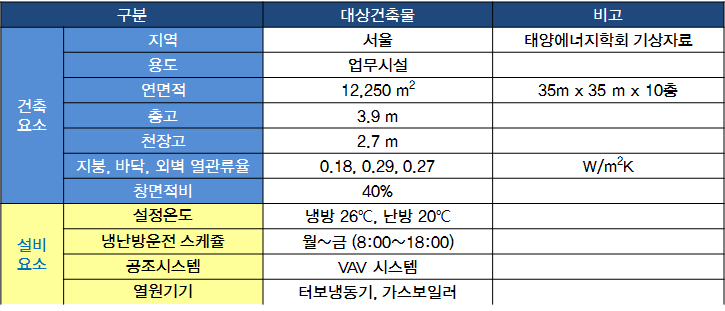 구분 대상건축물 비고
건축
요소
지역 서울 태양에너지학회 기상자료
용도 업무시설
연면적 12,250 m² 35m x 35 m x 10층
층고 3.9 m
천장고 2.7 m
지붕, 바닥, 외벽 열관류율 0.18, 0.29, 0.27 W/m²K
창면적비 40%
설비
요소
설정온도 냉방 26℃, 난방 20℃
냉난방운전 스케쥴 월~금 (8:00~18:00)
공조시스템 VAV 시스템
열원기기 터보냉동기, 가스보일러